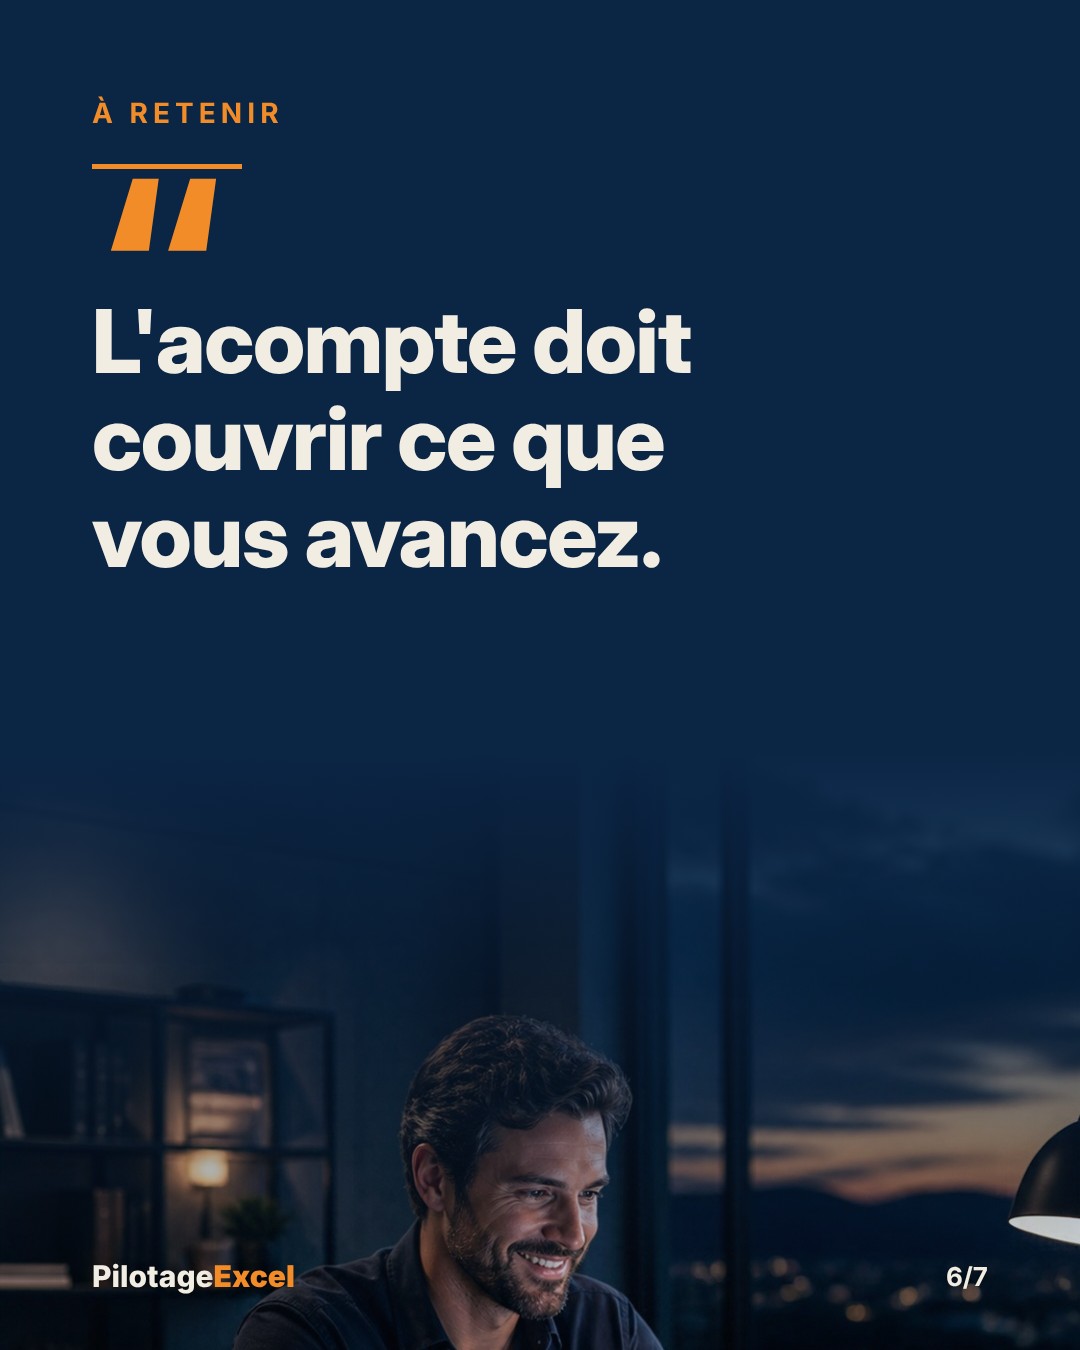 À RETENIR
"
L'acompte doit
couvrir ce que
vous avancez.
PilotageExcel
6/7